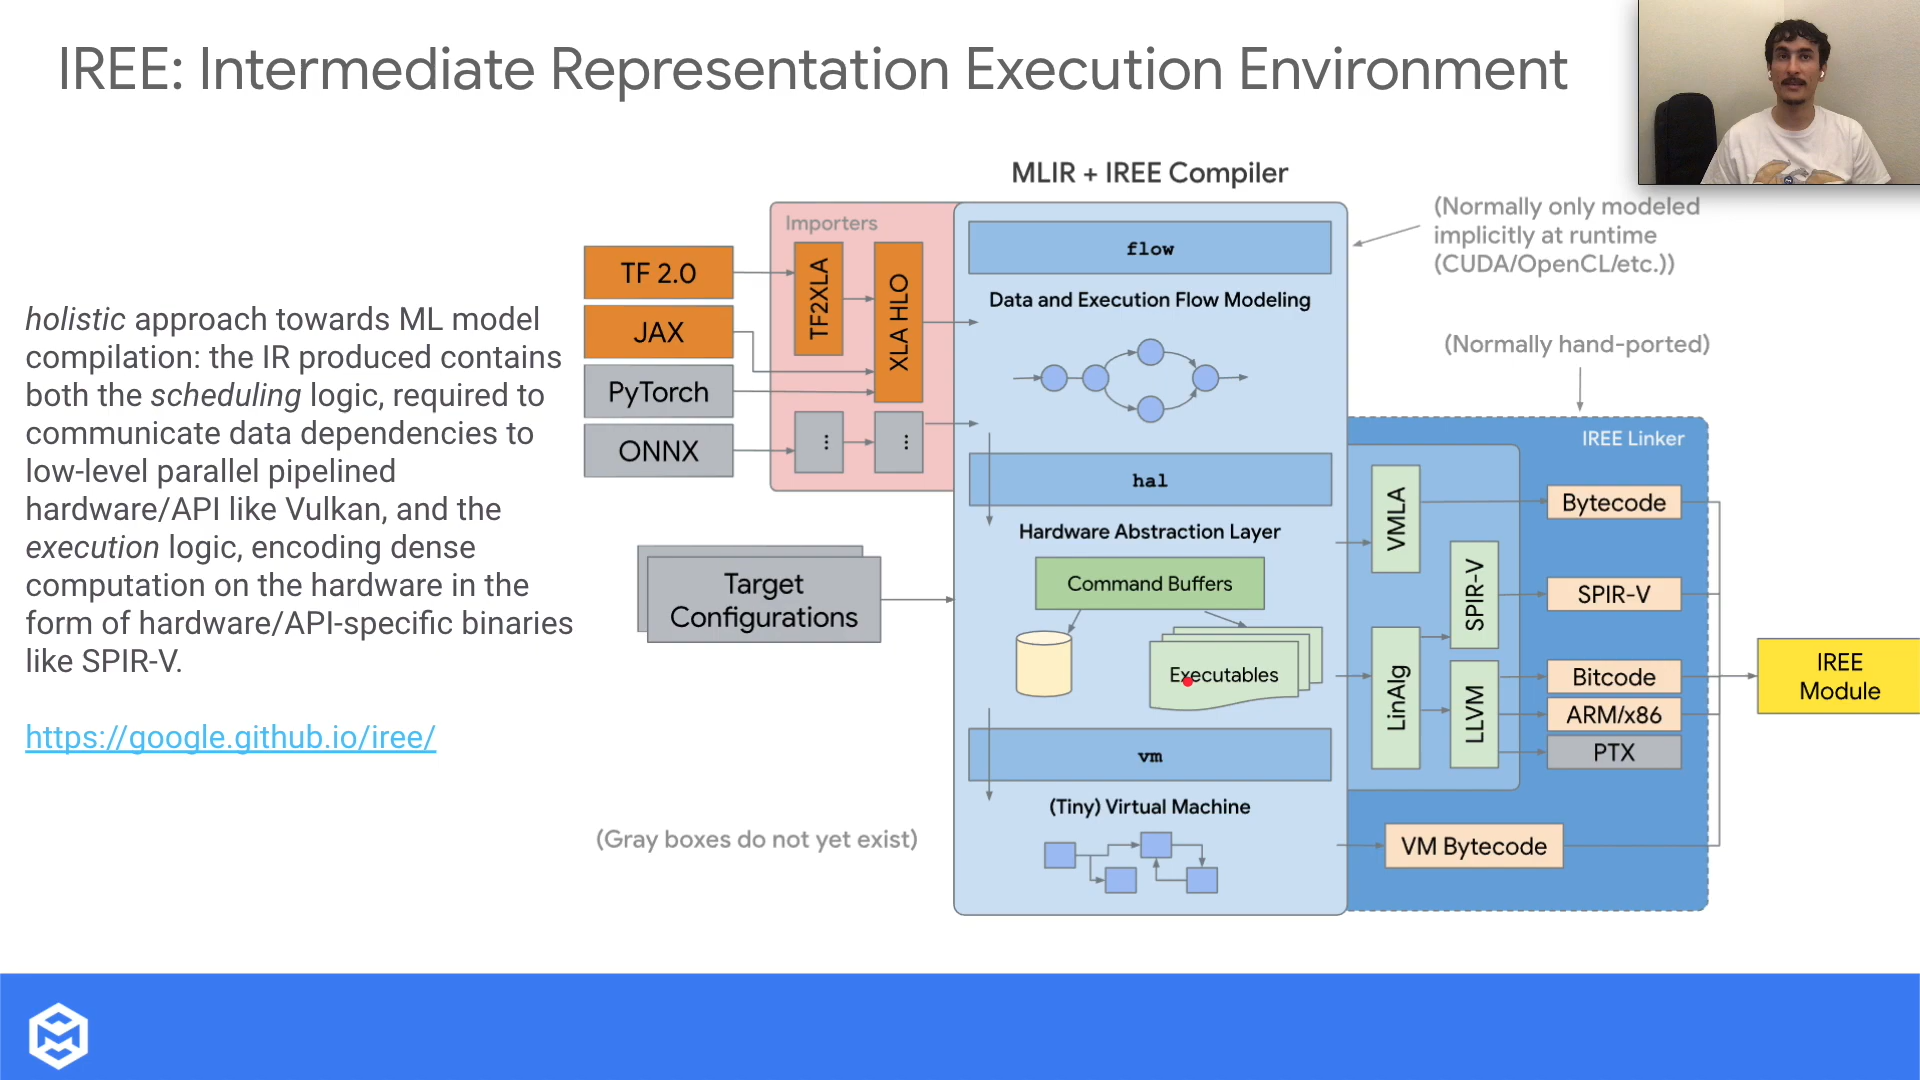 IREE: Intermediate Representation Execution Environment
holistic approach towards ML model
compilation: the IR produced contains
both the scheduling logic, required to
communicate data dependencies to
low-level parallel pipelined
hardware/API like Vulkan, and the
execution logic, encoding dense
computation on the hardware in the
form of hardware/API-specific binaries
like SPIR-V.
https://google.github.io/iree/
MLIR + IREE Compiler
Importers
TF 2.0
JAX
PyTorch
ONNX
TF2XLA
XLA HLO
Target
Configurations
(Gray boxes do not yet exist)
flow
Data and Execution Flow Modeling
hal
Hardware Abstraction Layer
Command Buffers
Executables
vm
(Tiny) Virtual Machine
(Normally only modeled
implicitly at runtime
(CUDA/OpenCL/etc.))
(Normally hand-ported)
IREE Linker
VMLA
LinAlg
SPIR-V
LLVM
Bytecode
SPIR-V
Bitcode
ARM/x86
PTX
VM Bytecode
IREE
Module